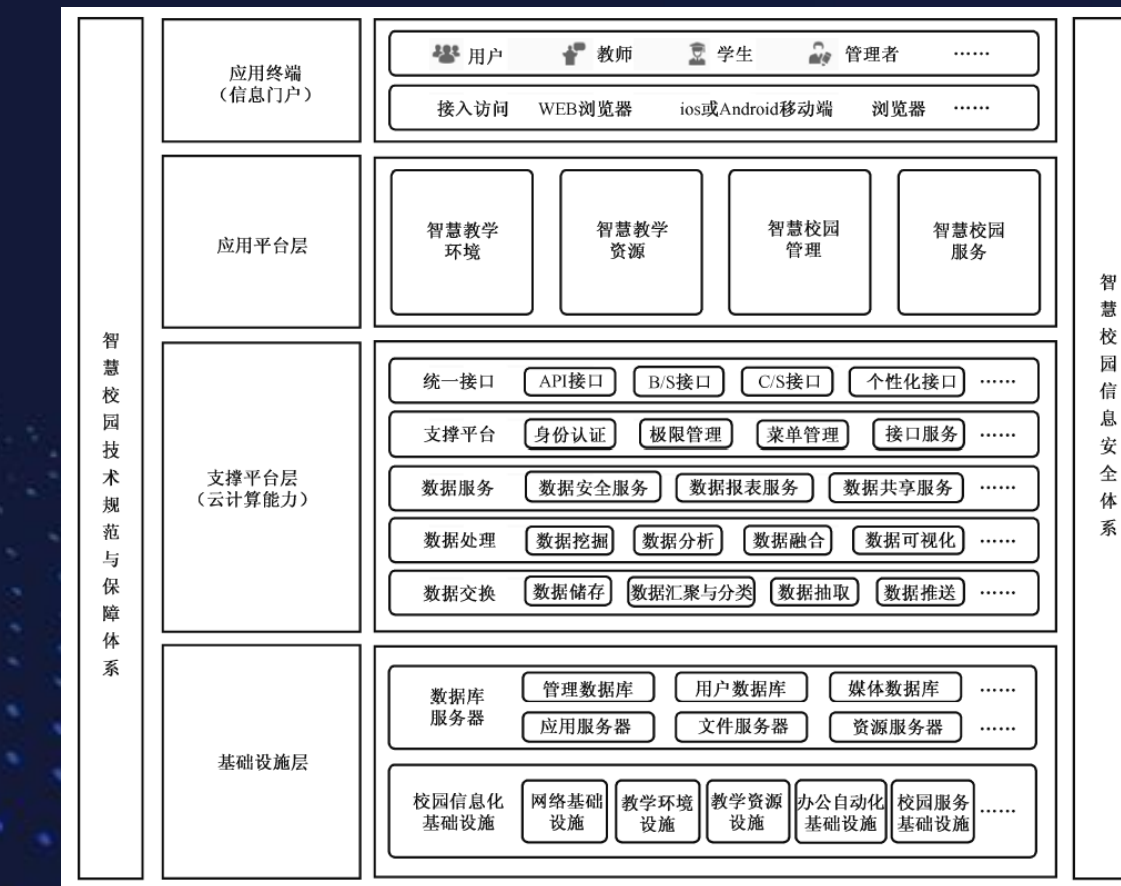 智慧校园技术规范与保障体系
应用终端
（信息门户）
用户 教师 学生 管理者 ……
接入访问 WEB浏览器 ios或Android移动端 浏览器 ……
应用平台层
智慧教学
环境
智慧教学
资源
智慧校园
管理
智慧校园
服务
支撑平台层
（云计算能力）
统一接口 API接口 B/S接口 C/S接口 个性化接口 ……
支撑平台 身份认证 极限管理 菜单管理 接口服务 ……
数据服务 数据安全服务 数据报表服务 数据共享服务 ……
数据处理 数据挖掘 数据分析 数据融合 数据可视化 ……
数据交换 数据储存 数据汇聚与分类 数据抽取 数据推送 ……
基础设施层
数据库
服务器
管理数据库 用户数据库 媒体数据库 ……
应用服务器 文件服务器 资源服务器 ……
校园信息化
基础设施
网络基础
设施
教学环境
设施
教学资源
设施
办公自动化
基础设施
校园服务
基础设施
……
智慧校园信息安全体系